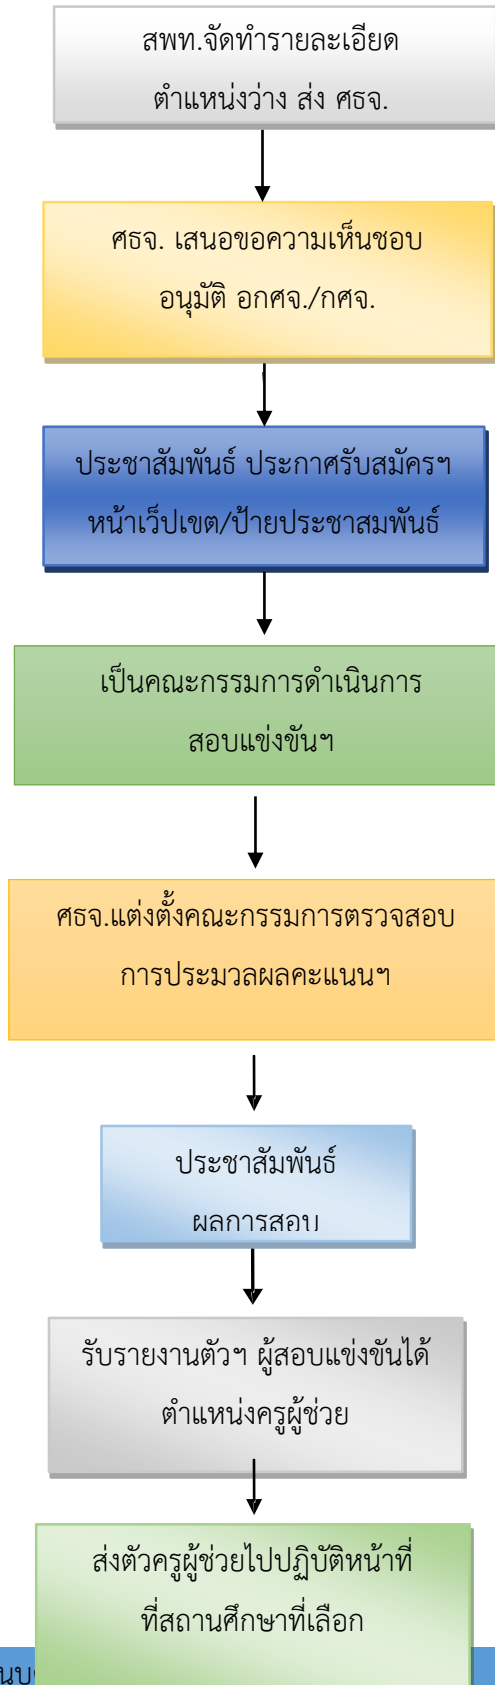 สพท.จัดทำรายละเอียด
ตำแหน่งว่าง ส่ง ศธจ.
ศธจ. เสนอขอความเห็นชอบ
อนุมัติ อกศจ./กศจ.
ประชาสัมพันธ์ ประกาศรับสมัครฯ
หน้าเว็ปเขต/ป้ายประชาสมพันธ์
เป็นคณะกรรมการดำเนินการ
สอบแข่งขันฯ
ศธจ.แต่งตั้งคณะกรรมการตรวจสอบ
การประมวลผลคะแนนฯ
ประชาสัมพันธ์
ผลการสอบ
รับรายงานตัวฯ ผู้สอบแข่งขันได้
ตำแหน่งครูผู้ช่วย
ส่งตัวครูผู้ช่วยไปปฏิบัติหน้าที่
ที่สถานศึกษาที่เลือก